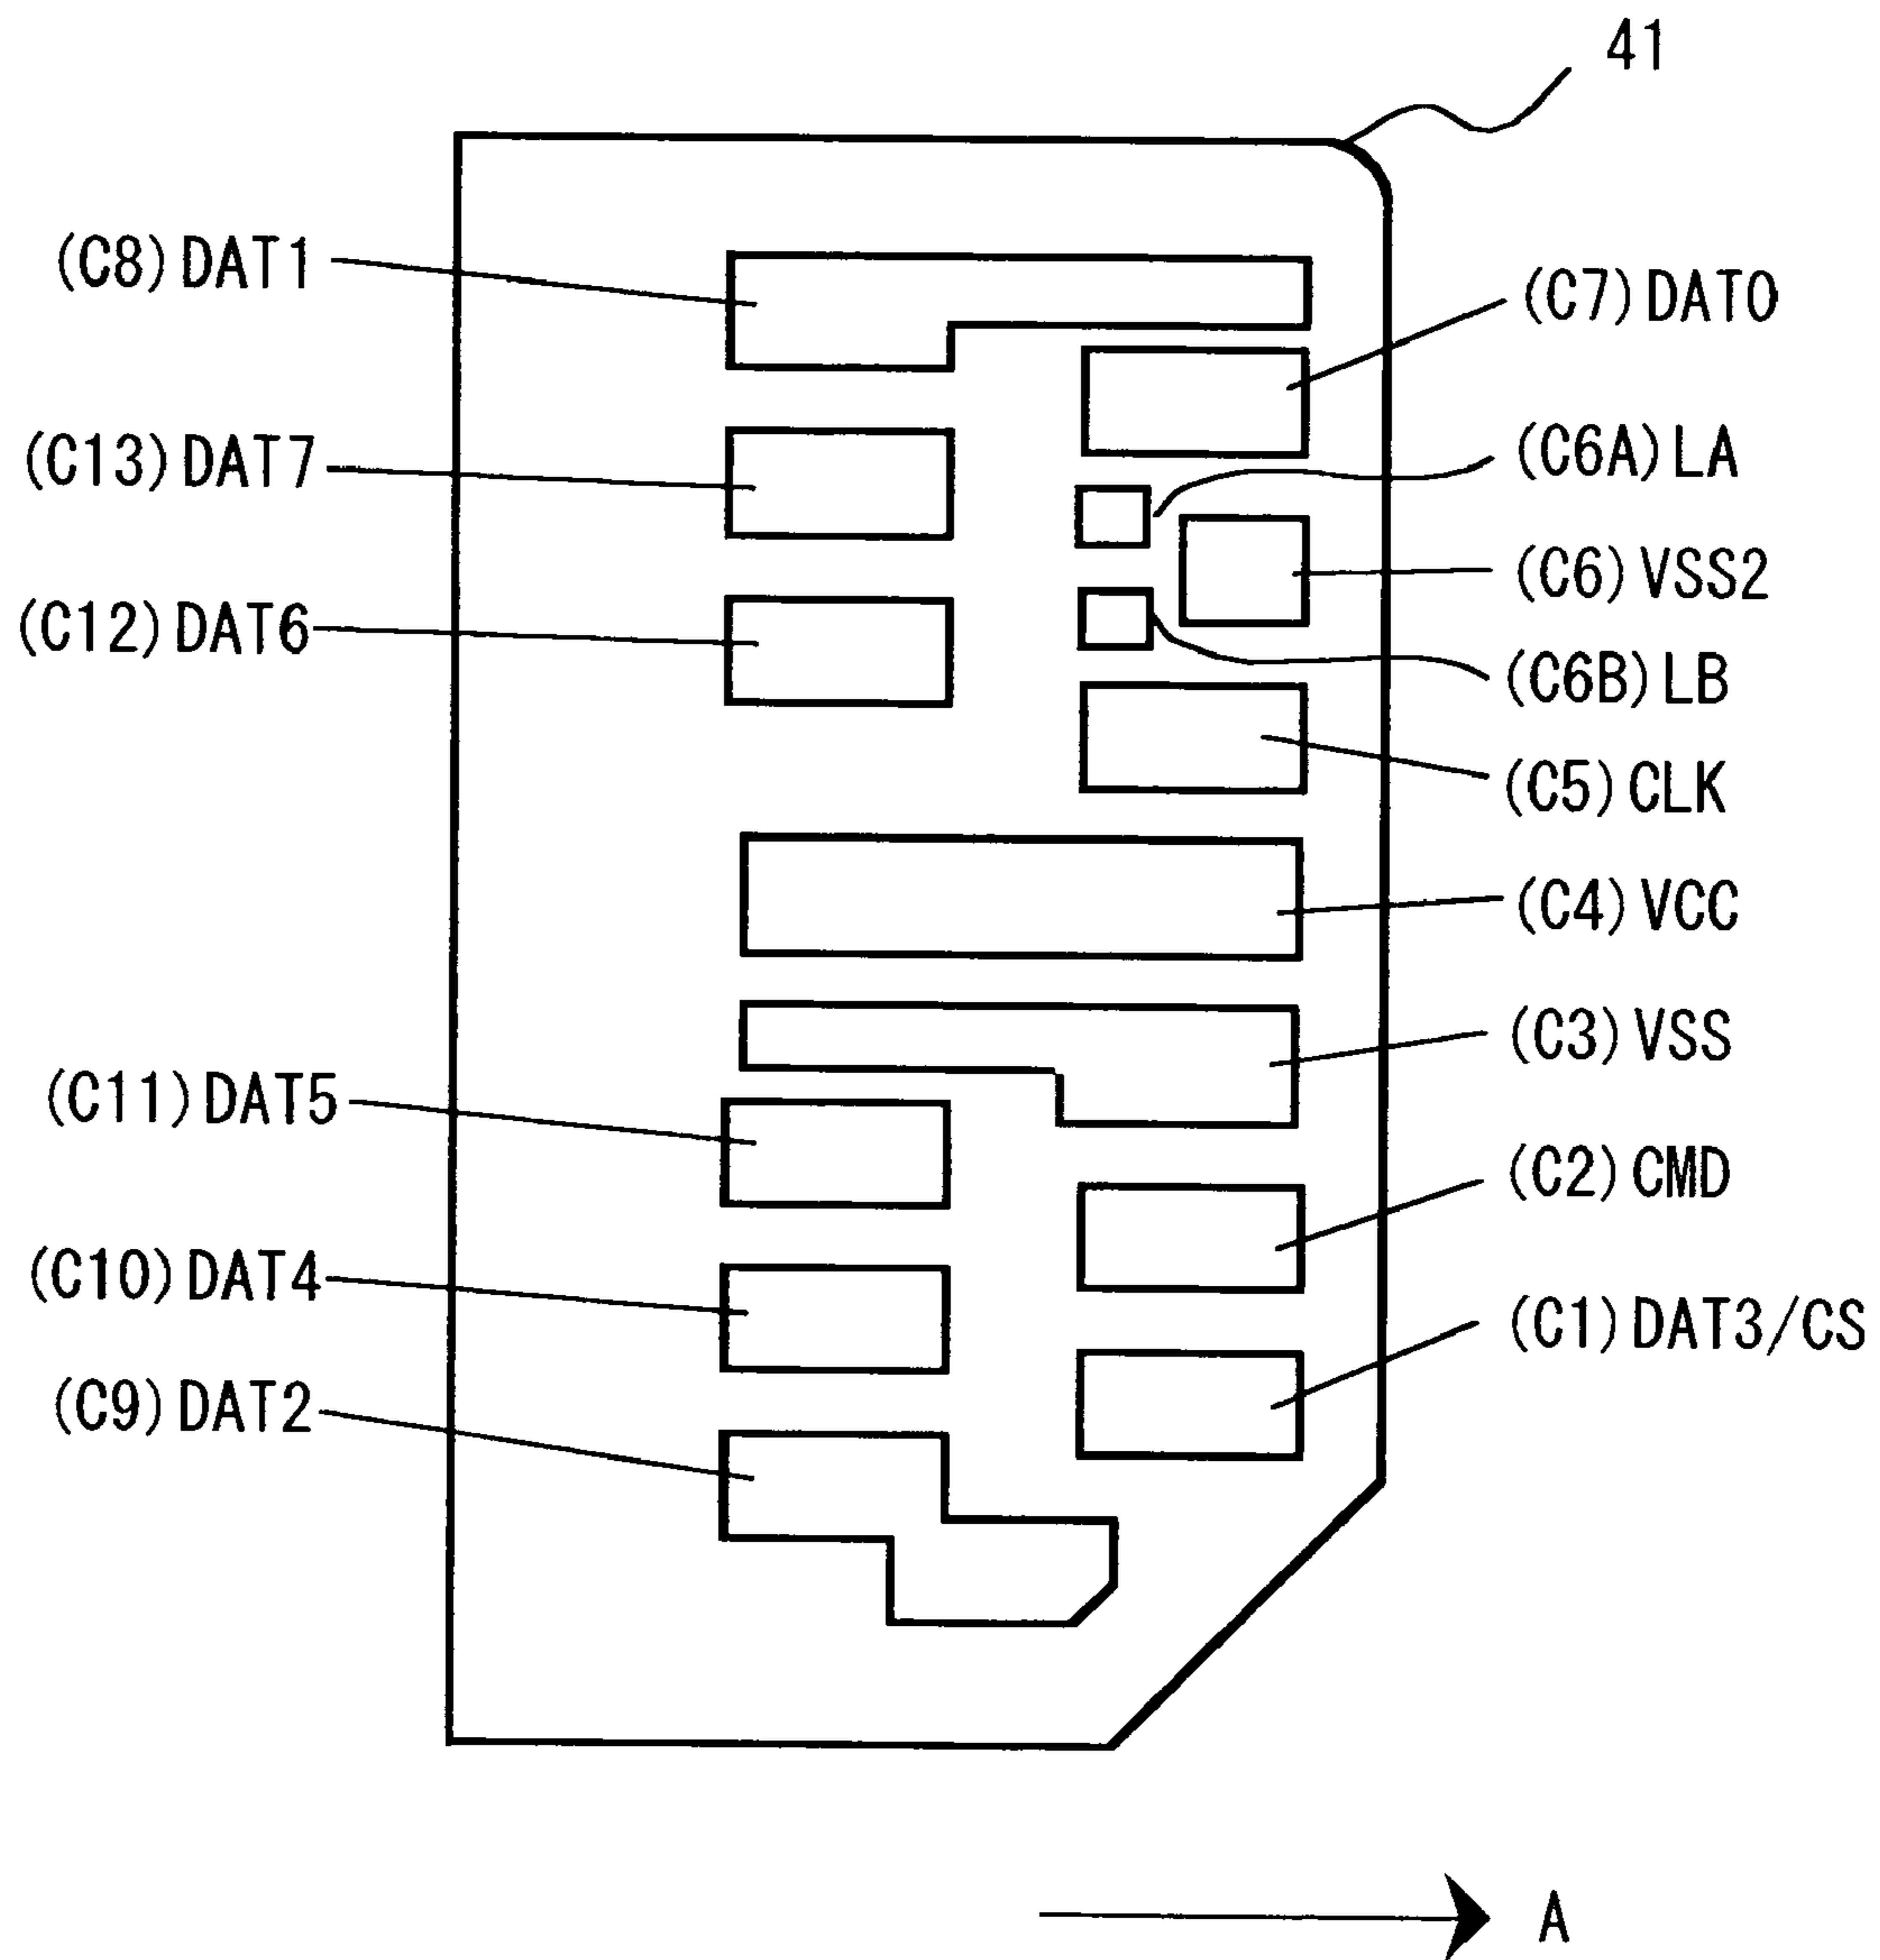 41
(C8)DAT1
(C7)DAT0
(C13)DAT7
(C6A)LA
(C6)VSS2
(C12)DAT6
(C6B)LB
(C5)CLK
(C4)VCC
(C3)VSS
(C11)DAT5
(C2)CMD
(C10)DAT4
(C1)DAT3/CS
(C9)DAT2
A